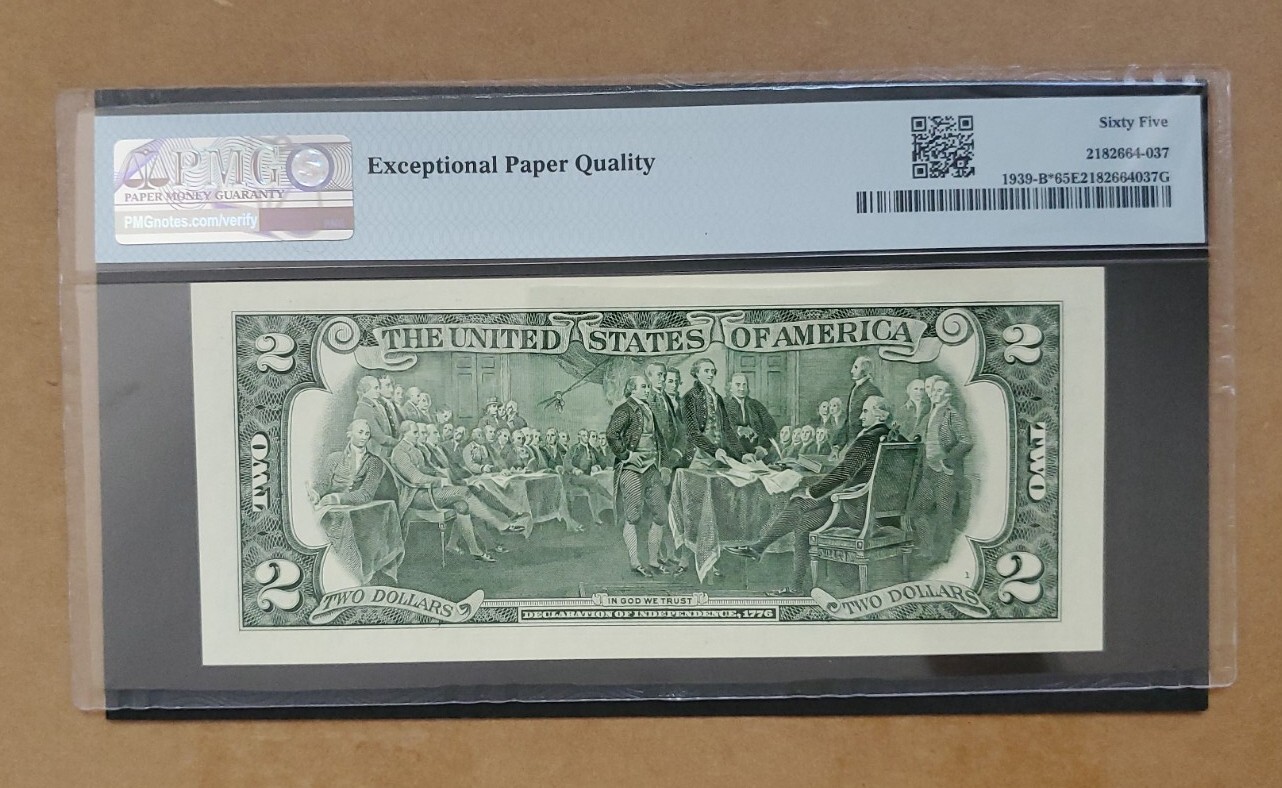 PMG
S
PAPER MONEY GUARANTY
PMGnotes.com/verify
Exceptional Paper Quality
Sixty Five
2182664-037
1939-B*65E2182664037G
THE UNITED STATES OF AMERICA
2
2
TWO
TWO
2
2
TWO DOLLARS
TWO DOLLARS
1
IN GOD WE TRUST
DECLARATION OF INDEPENDENCE, 1776